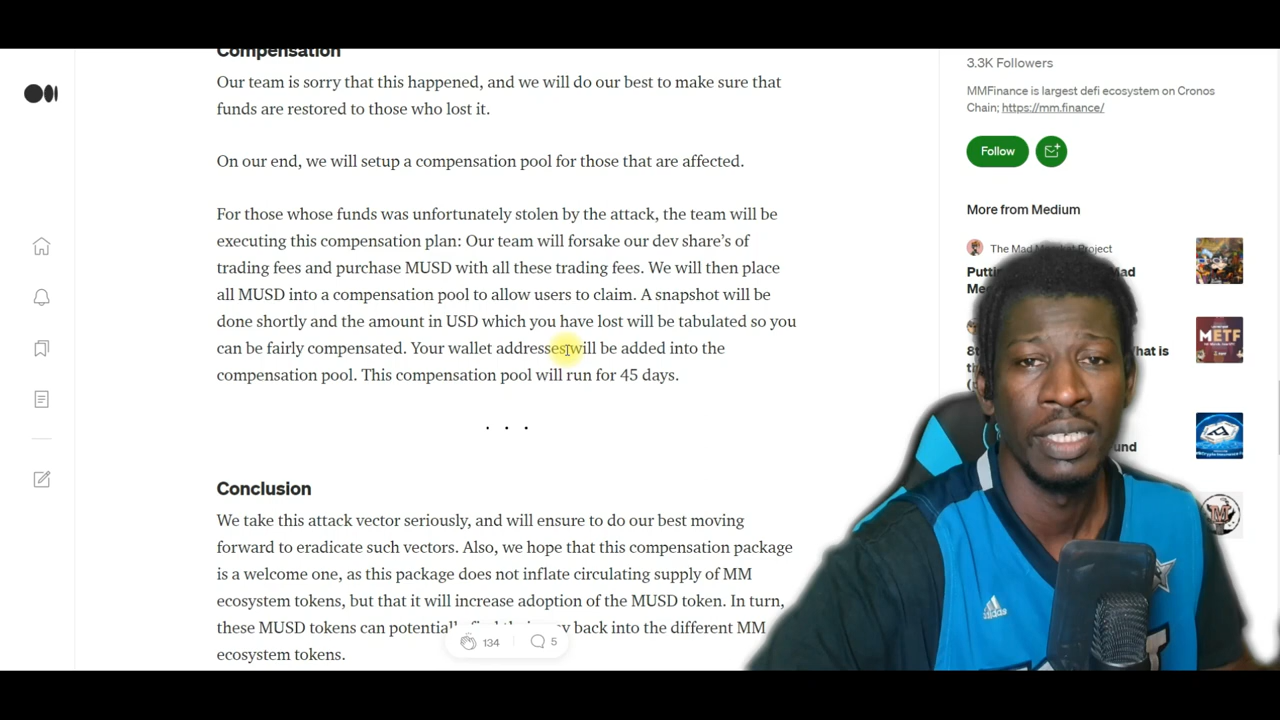 Compensation
Our team is sorry that this happened, and we will do our best to make sure that
funds are restored to those who lost it.
On our end, we will setup a compensation pool for those that are affected.
For those whose funds was unfortunately stolen by the attack, the team will be
executing this compensation plan: Our team will forsake our dev share's of
trading fees and purchase MUSD with all these trading fees. We will then place
all MUSD into a compensation pool to allow users to claim. A snapshot will be
done shortly and the amount in USD which you have lost will be tabulated so you
can be fairly compensated. Your wallet addresses will be added into the
compensation pool. This compensation pool will run for 45 days.
. . .
Conclusion
We take this attack vector seriously, and will ensure to do our best moving
forward to eradicate such vectors. Also, we hope that this compensation package
is a welcome one, as this package does not inflate circulating supply of MM
ecosystem tokens, but that it will increase adoption of the MUSD token. In turn,
these MUSD tokens can back into the different MM
ecosystem tokens.
134
5
3.3K Followers
MMFinance is largest defi ecosystem on Cronos
Chain; https://mm.finance/
Follow
More from Medium
The Mad Project
Mad
8t What is
METF
adidas